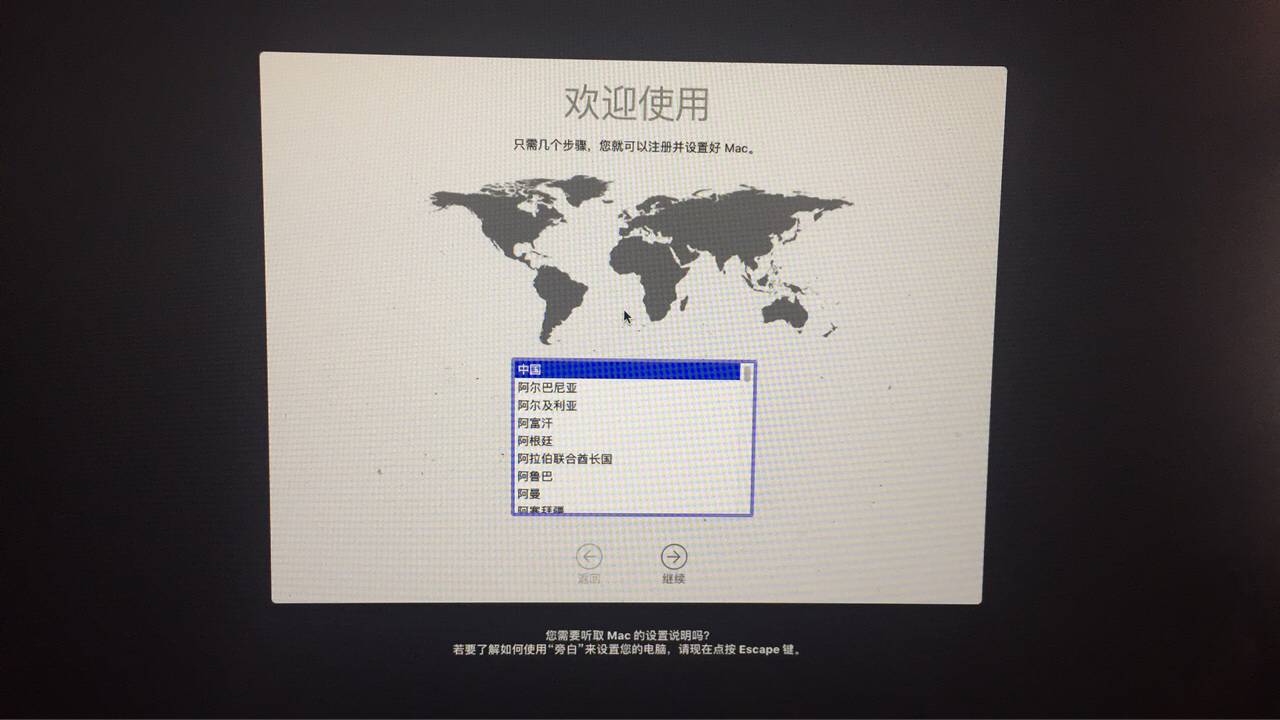 欢迎使用
只需几个步骤，您就可以注册并设置好 Mac。
中国
阿尔巴尼亚
阿尔及利亚
阿富汗
阿根廷
阿拉伯联合酋长国
阿鲁巴
阿曼
阿塞拜疆
返回
继续
您需要听取 Mac 的设置说明吗？
若要了解如何使用“旁白”来设置您的电脑，请现在点按 Escape 键。